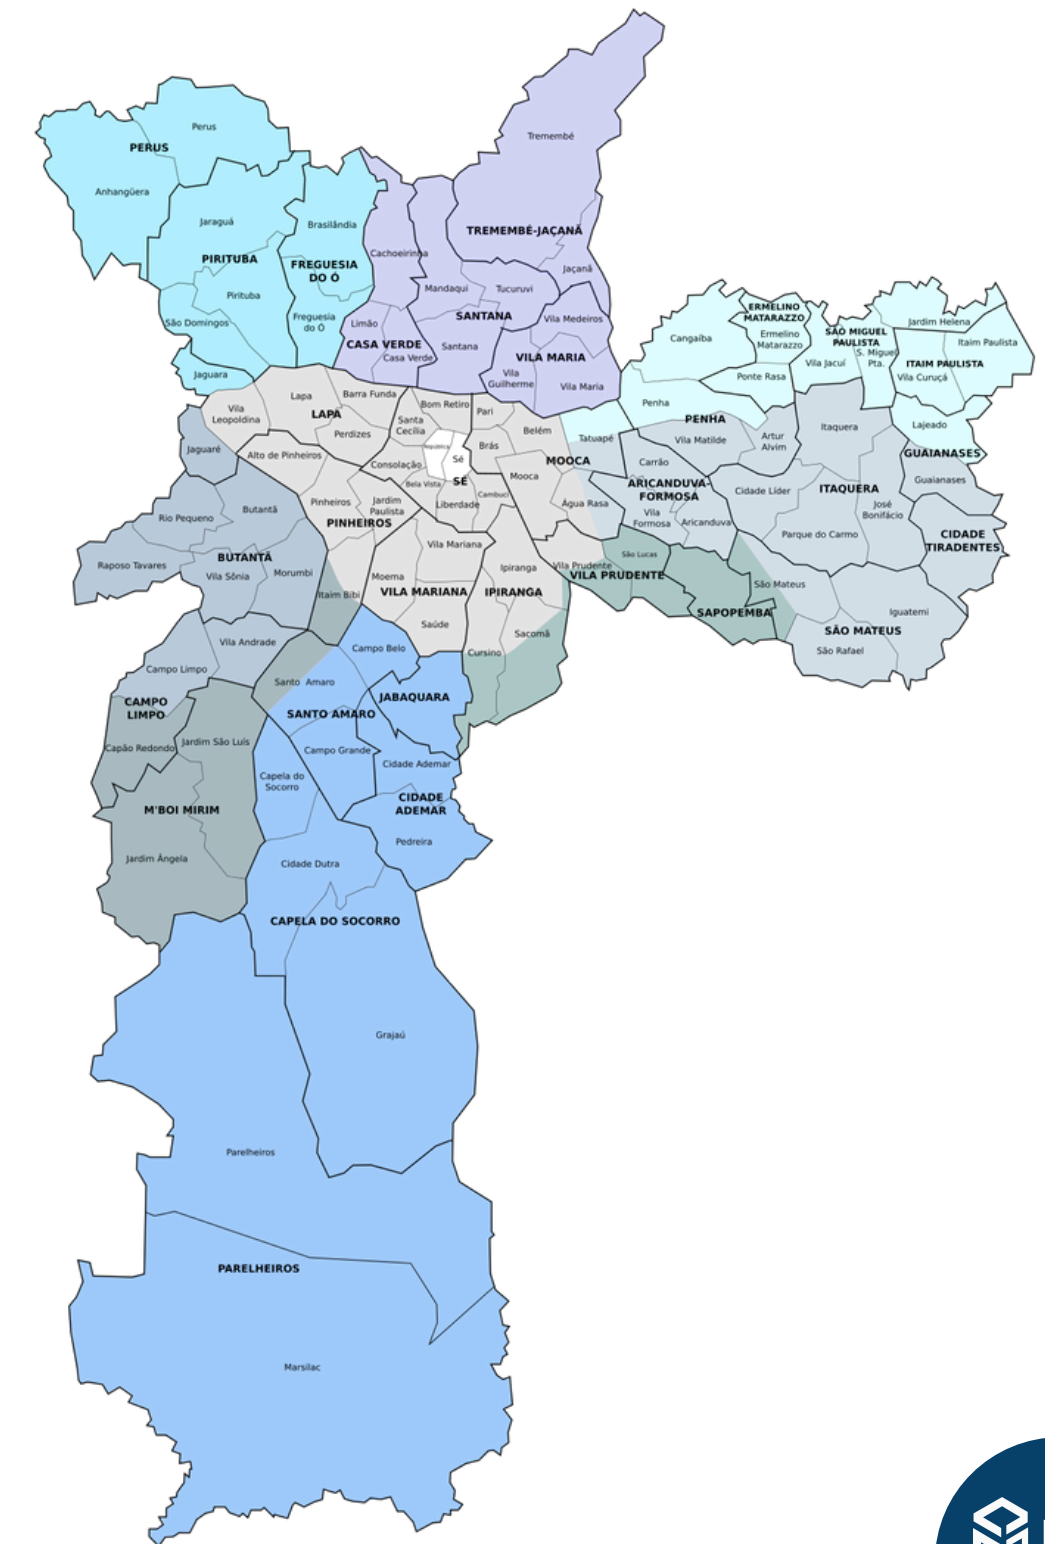 Tremembé
Perus
PERUS
Anhangüera
Jaraguá
Brasilândia
TREMEMBÉ-JAÇANÃ
Cachoeirinha
PIRITUBA
FREGUESIA
DO Ó
Jaçanã
Mandaqui
Tucuruvi
Pirituba
São Domingos
Freguesia
do Ó
Limão
SANTANA
Vila Medeiros
CASA VERDE
Casa Verde
Santana
VILA MARIA
Vila
Guilherme
Vila Maria
Jaguara
ERMELINO
MATARAZZO
Cangaíba
Ermelino
Matarazzo
SÃO MIGUEL
PAULISTA
Jardim Helena
Itaim Paulista
Vila Jacuí
S. Miguel
Pta.
ITAIM PAULISTA
Vila Curuçá
Ponte Rasa
Penha
PENHA
Lajeado
Vila
Leopoldina
Lapa
Barra Funda
LAPA
Perdizes
Bom Retiro
Pari
Santa
Cecília
República
Sé
Brás
Belém
Tatuapé
Vila Matilde
Artur
Alvim
Itaquera
GUAIANASES
Jaguaré
Alto de Pinheiros
Consolação
SÉ
Bela Vista
Liberdade
Cambuci
Mooca
MOOCA
Carrão
ARICANDUVA-
FORMOSA
Cidade Líder
ITAQUERA
Guaianases
Água Rasa
Vila
Formosa
Aricanduva
José
Bonifácio
Rio Pequeno
Butantã
Pinheiros
Jardim
Paulista
PINHEIROS
Parque do Carmo
CIDADE
TIRADENTES
Raposo Tavares
BUTANTÃ
Vila Sônia
Morumbi
Vila Mariana
Moema
VILA MARIANA
Ipiranga
IPIRANGA
Vila Prudente
VILA PRUDENTE
São Lucas
São Mateus
Itaim Bibi
SAPOPEMBA
Iguatemi
SÃO MATEUS
São Rafael
Saúde
Sacomã
Cursino
Vila Andrade
Campo Belo
Campo Limpo
Santo Amaro
JABAQUARA
CAMPO
LIMPO
SANTO AMARO
Capão Redondo
Jardim São Luís
Campo Grande
Cidade Ademar
Capela do
Socorro
CIDADE
ADEMAR
M'BOI MIRIM
Pedreira
Jardim Ângela
Cidade Dutra
CAPELA DO SOCORRO
Grajaú
Parelheiros
PARELHEIROS
Marsilac